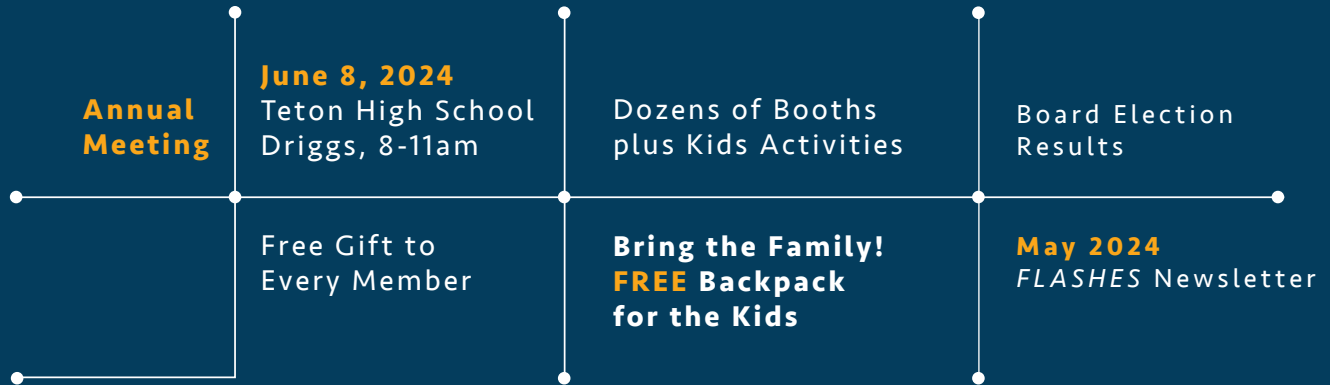 Annual
Meeting
June 8, 2024
Teton High School
Driggs, 8-11am
Dozens of Booths
plus Kids Activities
Board Election
Results
Free Gift to
Every Member
Bring the Family!
FREE Backpack
for the Kids
May 2024
FLASHES Newsletter